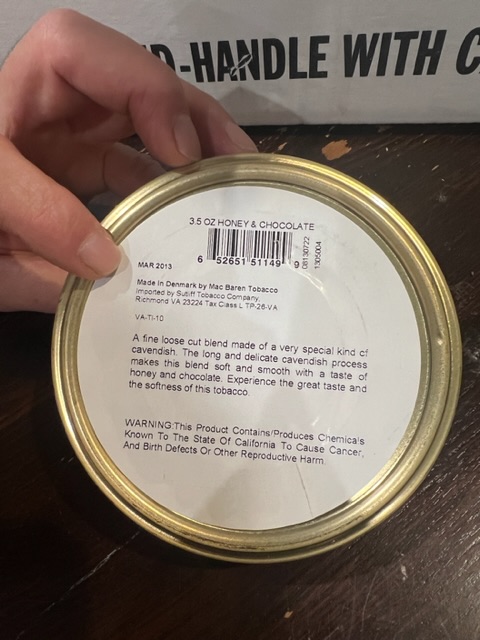 -HANDLE WITH C
3.5 OZ HONEY & CHOCOLATE
6 52651 51149 9
08130722
1305004
MAR 2013
Made In Denmark by Mac Baren Tobacco
Imported by Sutliff Tobacco Company,
Richmond VA 23224 Tax Class L TP-26-VA
VA-TI-10
A fine loose cut blend made of a very special kind of
cavendish. The long and delicate cavendish process
makes this blend soft and smooth with a taste of
honey and chocolate. Experience the great taste and
the softness of this tobacco.
WARNING:This Product Contains/Produces Chemicals
Known To The State Of California To Cause Cancer,
And Birth Defects Or Other Reproductive Harm.